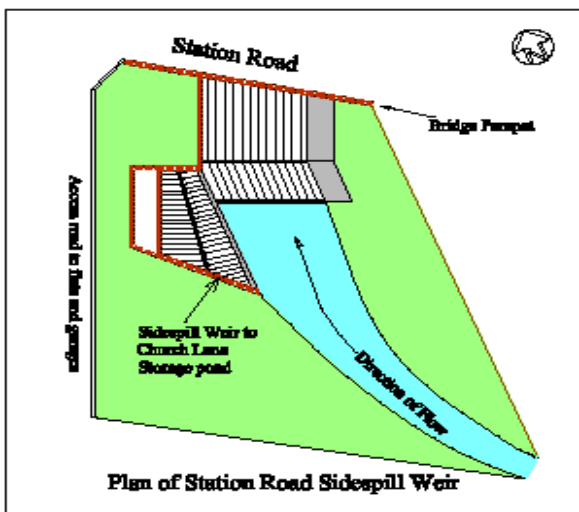 Station Road
Bridge Parapet
Access road to flats and garages
Sidespill Weir to
Church Lane
Storage pond
Direction of Flow
Plan of Station Road Sidespill Weir